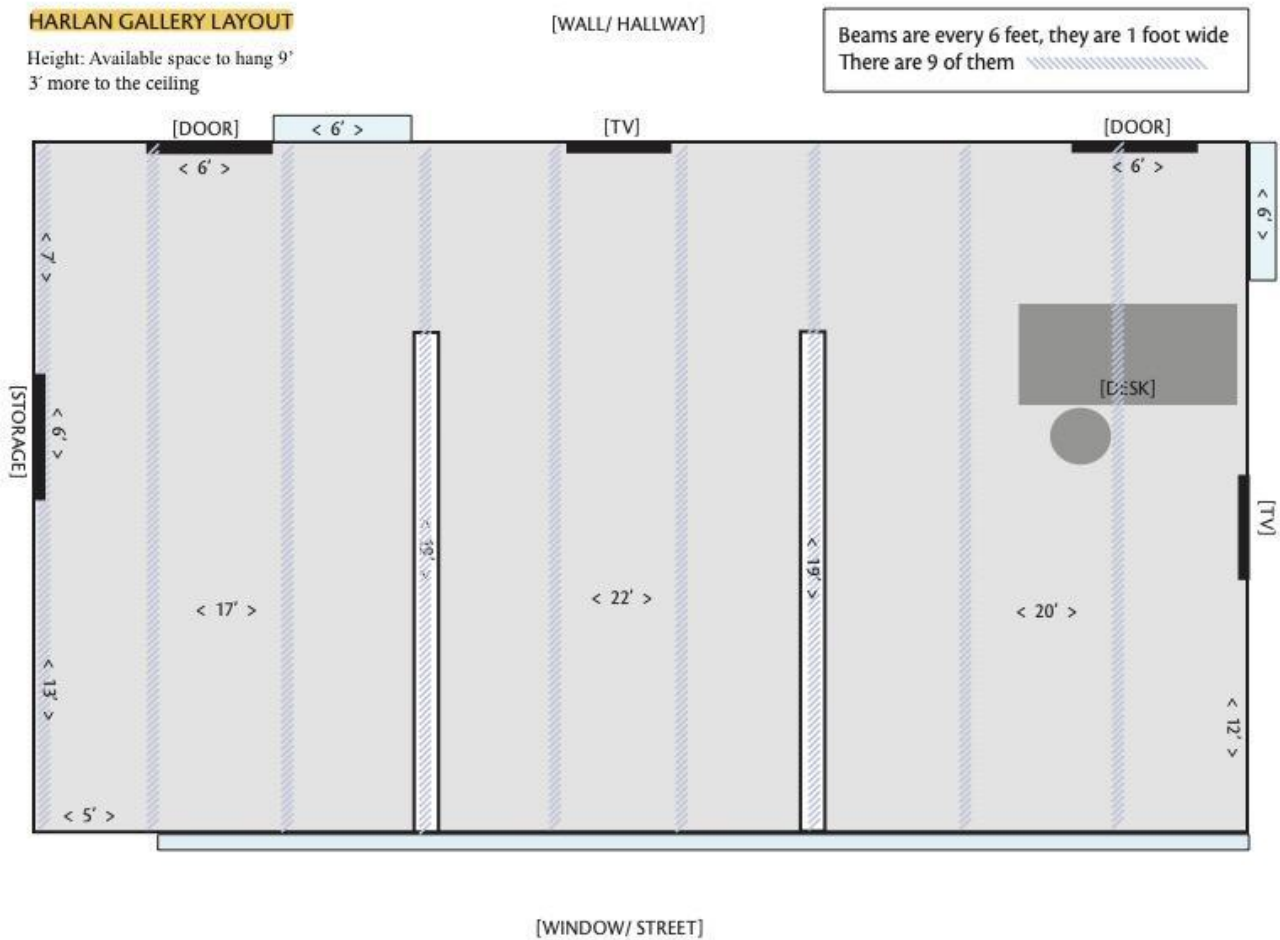 HARLAN GALLERY LAYOUT
Height: Available space to hang 9'
3' more to the ceiling
[WALL/ HALLWAY]
Beams are every 6 feet, they are 1 foot wide
There are 9 of them
[DOOR]
< 6' >
[TV]
[DOOR]
< 6' >
< 6' >
< 6' >
< 7' >
[STORAGE]
< 6' >
[DESK]
[TV]
< 19' >
< 19' >
< 17' >
< 22' >
< 20' >
< 13' >
< 12' >
< 5' >
[WINDOW/ STREET]